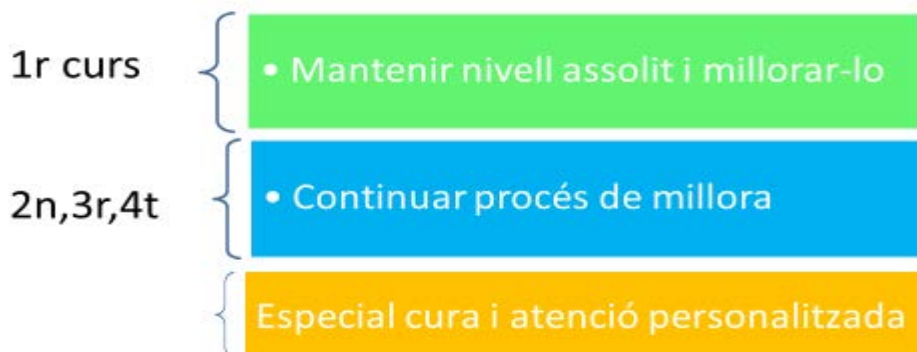 1r curs
• Mantenir nivell assolit i millorar-lo
2n,3r,4t
• Continuar procés de millora
Especial cura i atenció personalitzada